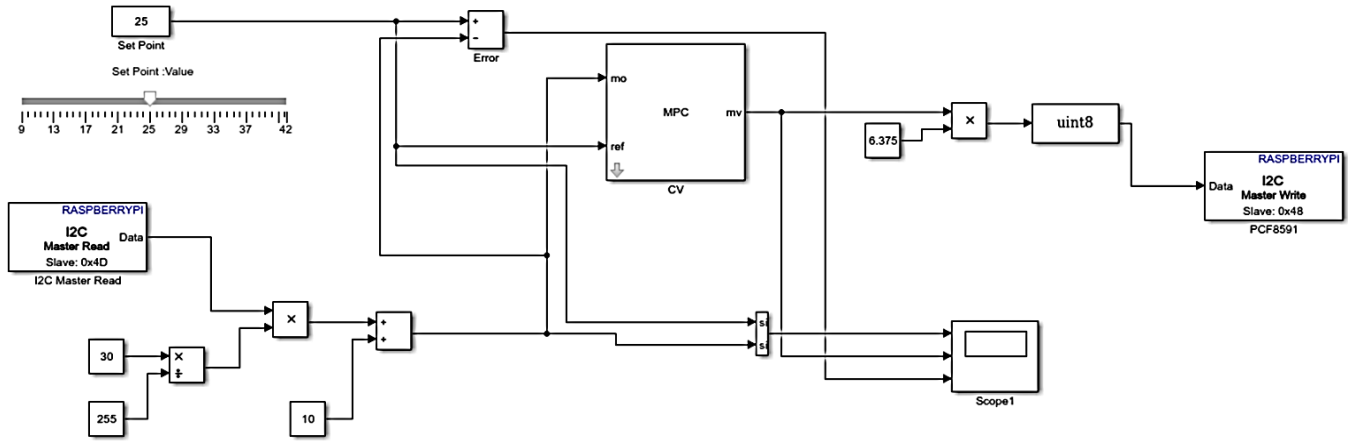 25
Set Point
Set Point :Value
9 13 17 21 25 29 33 37 42
+
−
Error
mo
MPC
mv
ref
CV
6.375
×
uint8
RASPBERRYPI
I2C
Data
Master Write
Slave: 0x48
PCF8591
RASPBERRYPI
I2C
Data
Master Read
Slave: 0x4D
I2C Master Read
×
+
+
30
×
÷
255
10
si
si
Scope1